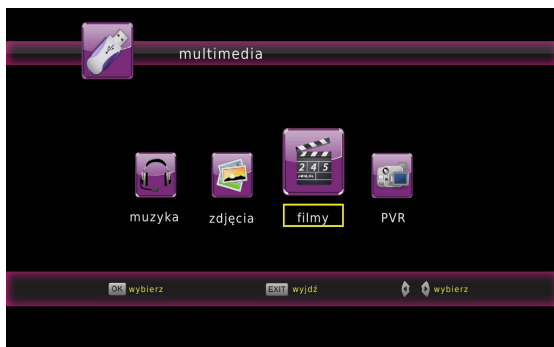 multimedia
2 4 5
muzyka
zdjęcia
filmy
PVR
OK wybierz
EXIT wyjdź
wybierz